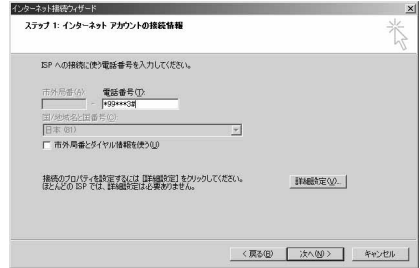 インターネット接続ウィザード
ステップ 1: インターネット アカウントの接続情報
ISP への接続に使う電話番号を入力してください。
市外局番(A): 電話番号(T):
- *99***3#
国/地域名と国番号(C):
日本 (81)
市外局番とダイヤル情報を使う(U)
接続のプロパティを設定するには [詳細設定] をクリックしてください。
ほとんどの ISP では、詳細設定は必要ありません。
詳細設定(V)...
< 戻る(B) 次へ(N) > キャンセル